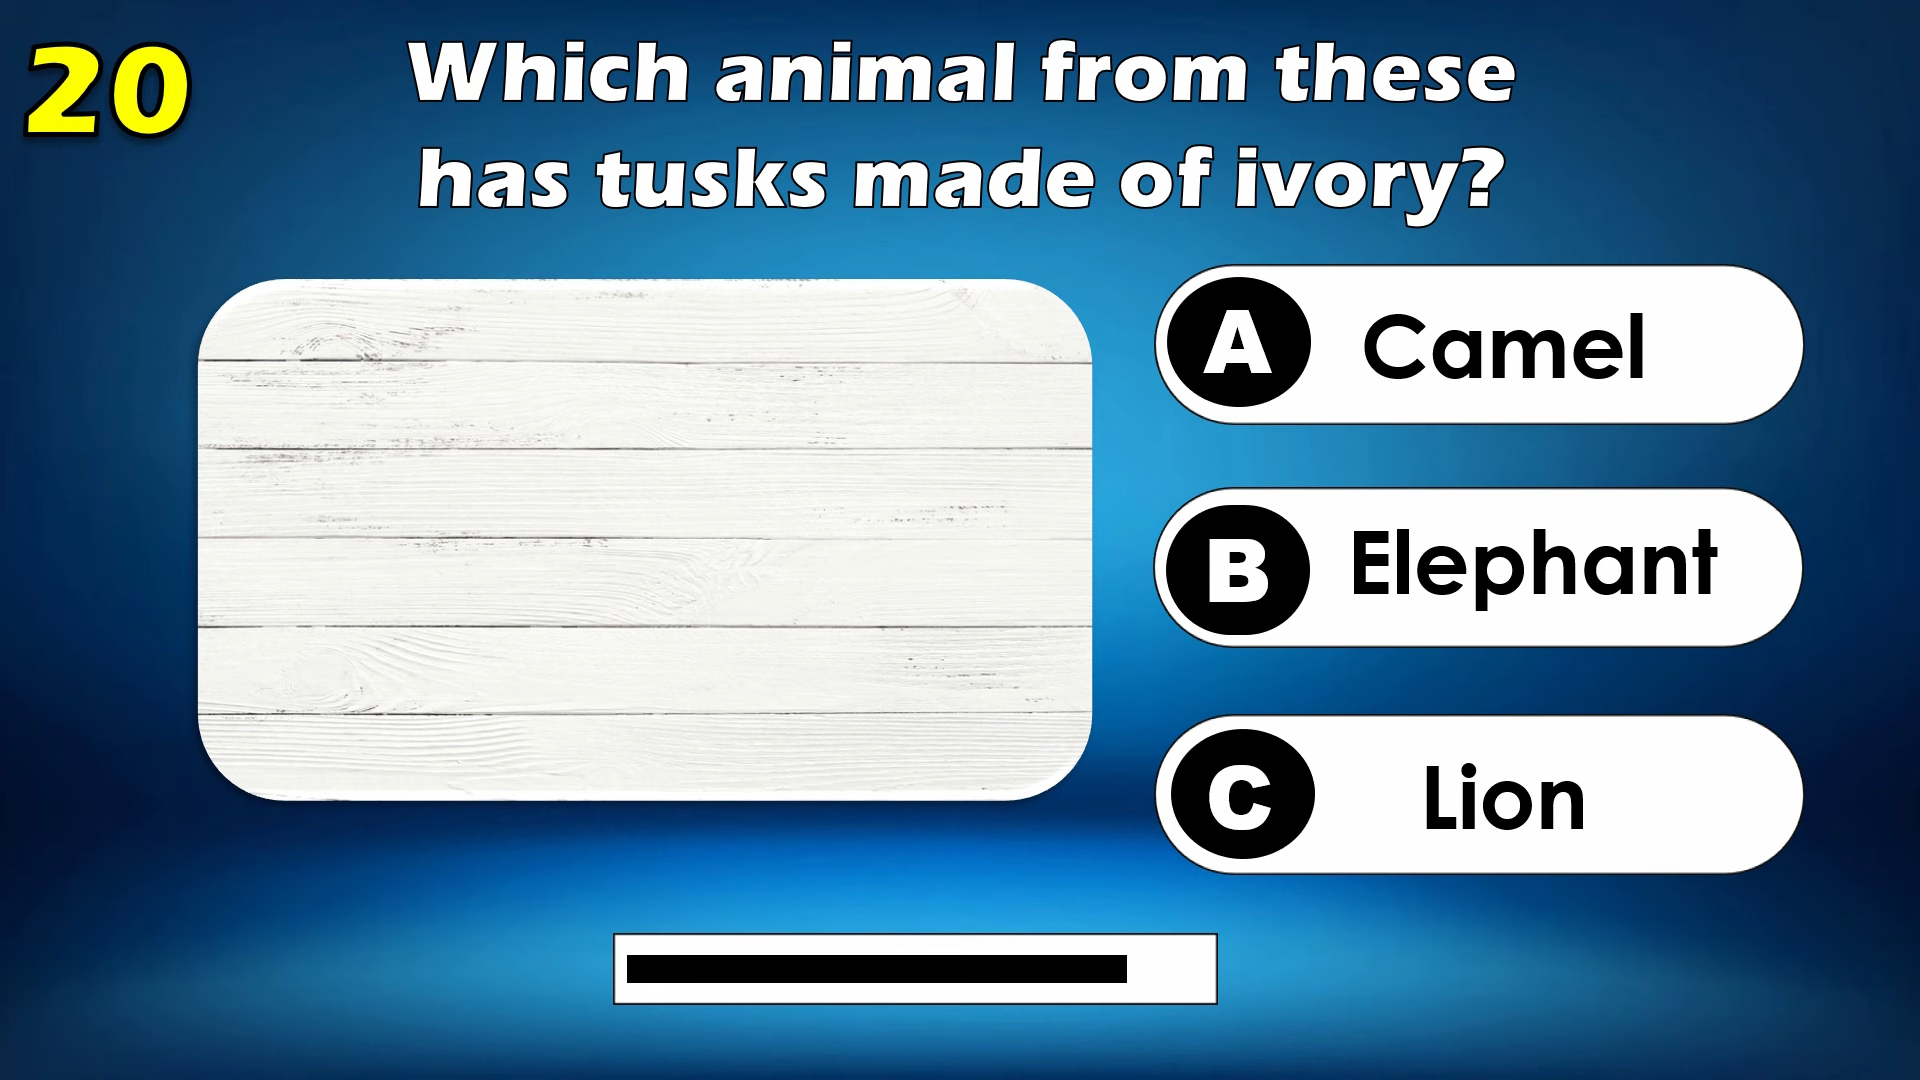 20
Which animal from these
has tusks made of ivory?
A Camel
B Elephant
C Lion